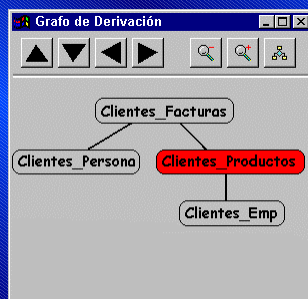 Grafo de Derivación
Clientes_Facturas
Clientes_Persona
Clientes_Productos
Clientes_Emp